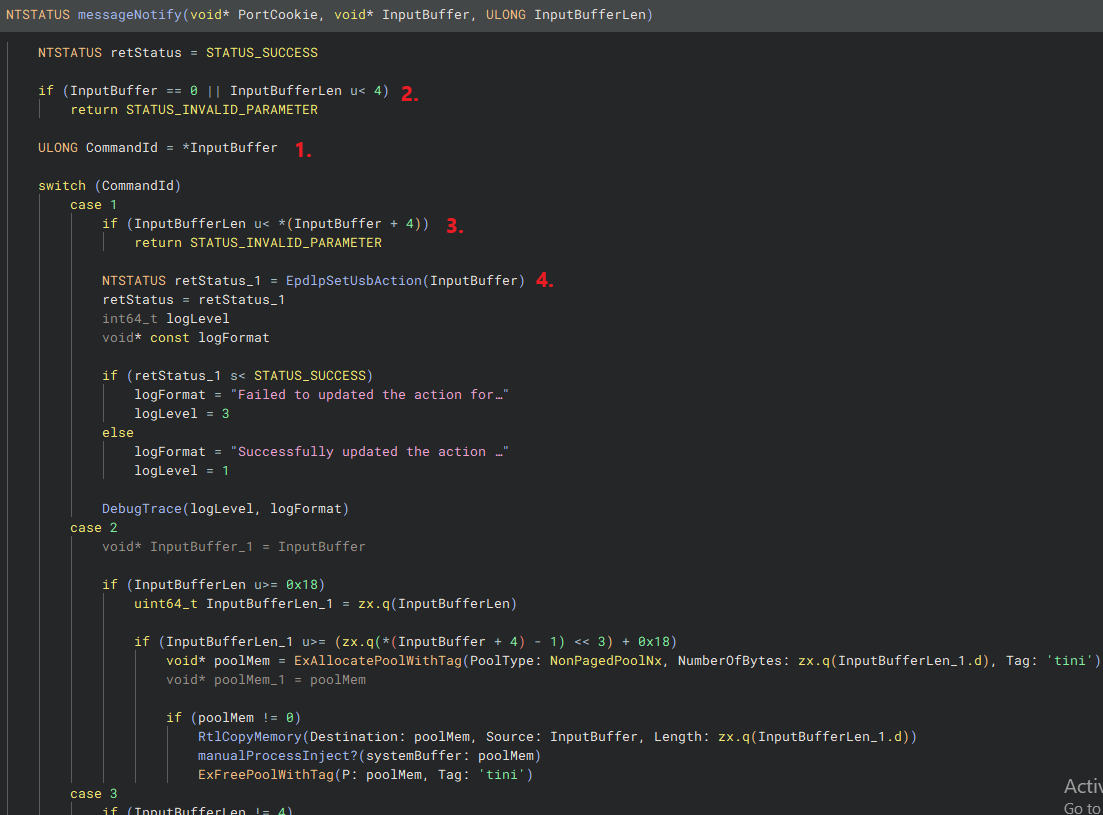 NTSTATUS messageNotify(void* PortCookie, void* InputBuffer, ULONG InputBufferLen)
NTSTATUS retStatus = STATUS_SUCCESS
if (InputBuffer == 0 || InputBufferLen u< 4) 2.
return STATUS_INVALID_PARAMETER
ULONG CommandId = *InputBuffer 1.
switch (CommandId)
case 1
if (InputBufferLen u< *(InputBuffer + 4)) 3.
return STATUS_INVALID_PARAMETER
NTSTATUS retStatus_1 = EpdlpSetUsbAction(InputBuffer) 4.
retStatus = retStatus_1
int64_t logLevel
void* const logFormat
if (retStatus_1 s< STATUS_SUCCESS)
logFormat = "Failed to updated the action for…"
logLevel = 3
else
logFormat = "Successfully updated the action …"
logLevel = 1
DebugTrace(logLevel, logFormat)
case 2
void* InputBuffer_1 = InputBuffer
if (InputBufferLen u>= 0x18)
uint64_t InputBufferLen_1 = zx.q(InputBufferLen)
if (InputBufferLen_1 u>= (zx.q(*(InputBuffer + 4) - 1) << 3) + 0x18)
void* poolMem = ExAllocatePoolWithTag(PoolType: NonPagedPoolNx, NumberOfBytes: zx.q(InputBufferLen_1.d), Tag: 'tini')
void* poolMem_1 = poolMem
if (poolMem != 0)
RtlCopyMemory(Destination: poolMem, Source: InputBuffer, Length: zx.q(InputBufferLen_1.d))
manualProcessInject?(systemBuffer: poolMem)
ExFreePoolWithTag(P: poolMem, Tag: 'tini')
case 3
if (InputBufferLen != 4)
Activ
Go to